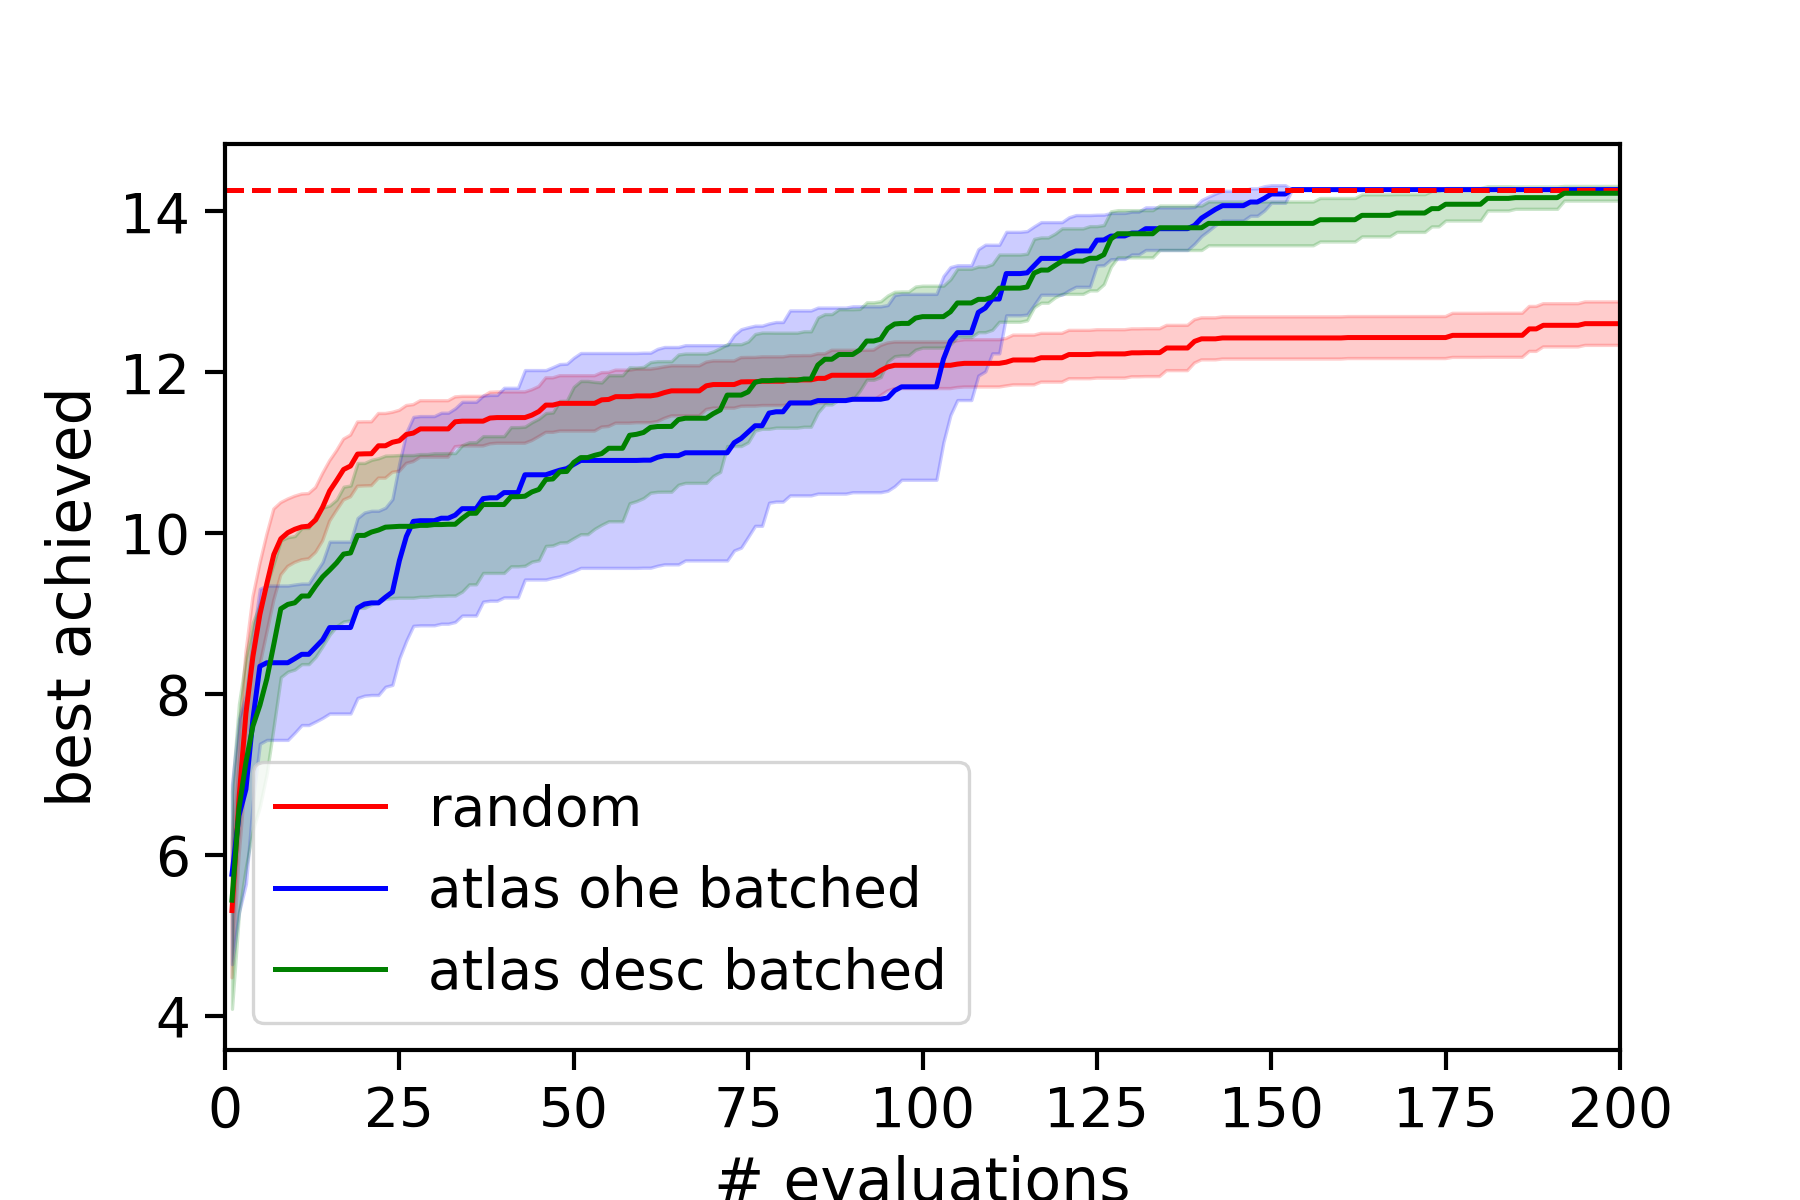 best achieved
14
12
10
8
6
4
random
atlas ohe batched
atlas desc batched
0 25 50 75 100 125 150 175 200
# evaluations